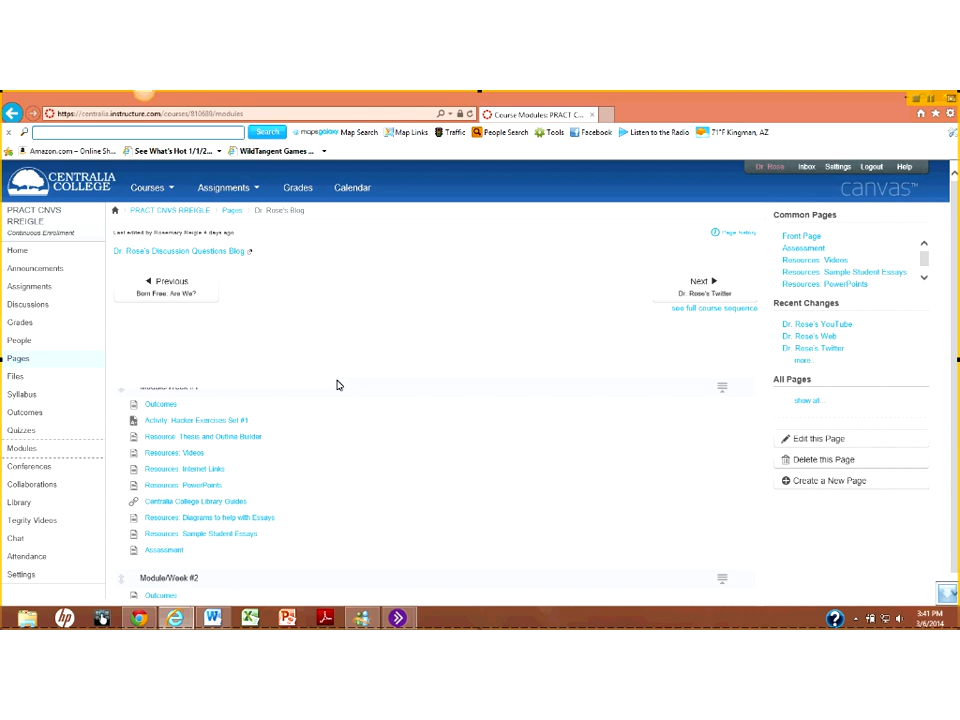 https://centralia.instructure.com/courses/810689/modules
Course Modules: PRACT C...
Search
mapsgalaxy
Map Search
Map Links
Traffic
People Search
Tools
Facebook
Listen to the Radio
71°F Kingman, AZ
Amazon.com – Online Sh...
See What's Hot 1/1/2...
WildTangent Games ...
CENTRALIA
COLLEGE
Courses
Assignments
Grades
Calendar
Dr Rose
Inbox
Settings
Logout
Help
canvas™
PRACT CNVS
RREIGLE
Continuous Enrollment
Home
Announcements
Assignments
Discussions
Grades
People
Pages
Files
Syllabus
Outcomes
Quizzes
Modules
Conferences
Collaborations
Library
Tegrity Videos
Chat
Attendance
Settings
PRACT CNVS RREIGLE
Pages
Dr. Rose's Blog
Last edited by Rosemary Reigle 4 days ago
Page history
Dr. Rose's Discussion Questions Blog
Previous
Born Free: Are We?
Next
Dr. Rose's Twitter
see full course sequence
Module/Week #1
Outcomes
Activity: Hacker Exercises Set #1
Resource: Thesis and Outline Builder
Resources: Videos
Resources: Internet Links
Resources: PowerPoints
Centralia College Library Guides
Resources: Diagrams to help with Essays
Resources: Sample Student Essays
Assessment
Module/Week #2
Outcomes
Common Pages
Front Page
Assessment
Resources: Videos
Resources: Sample Student Essays
Resources: PowerPoints
Recent Changes
Dr. Rose's YouTube
Dr. Rose's Web
Dr. Rose's Twitter
more..
All Pages
show all...
Edit this Page
Delete this Page
Create a New Page
3:41 PM
3/6/2014